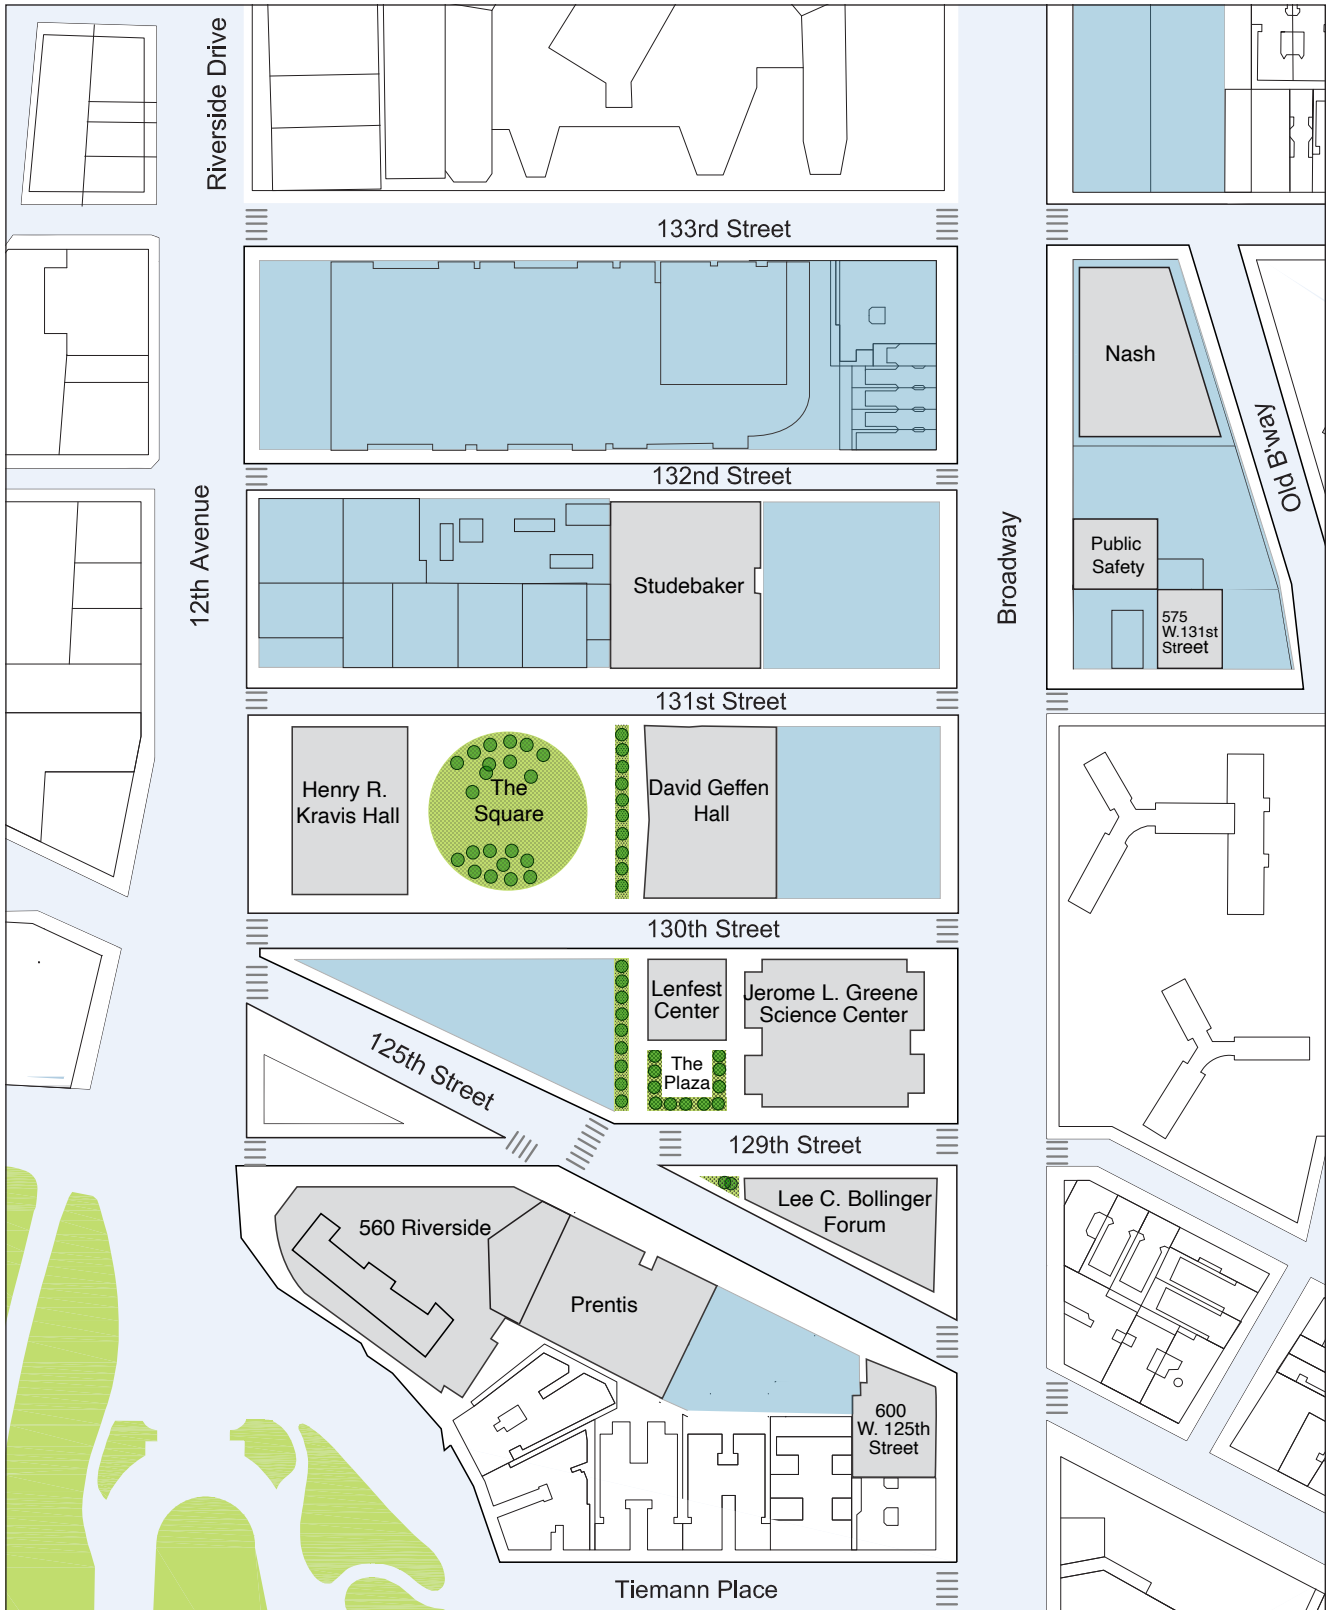 Riverside Drive
133rd Street
Nash
Old B'way
132nd Street
12th Avenue
Studebaker
Broadway
Public
Safety
575
W.131st
Street
131st Street
Henry R.
Kravis Hall
The
Square
David Geffen
Hall
130th Street
Lenfest
Center
Jerome L. Greene
Science Center
125th Street
The
Plaza
129th Street
Lee C. Bollinger
Forum
560 Riverside
Prentis
600
W. 125th
Street
Tiemann Place